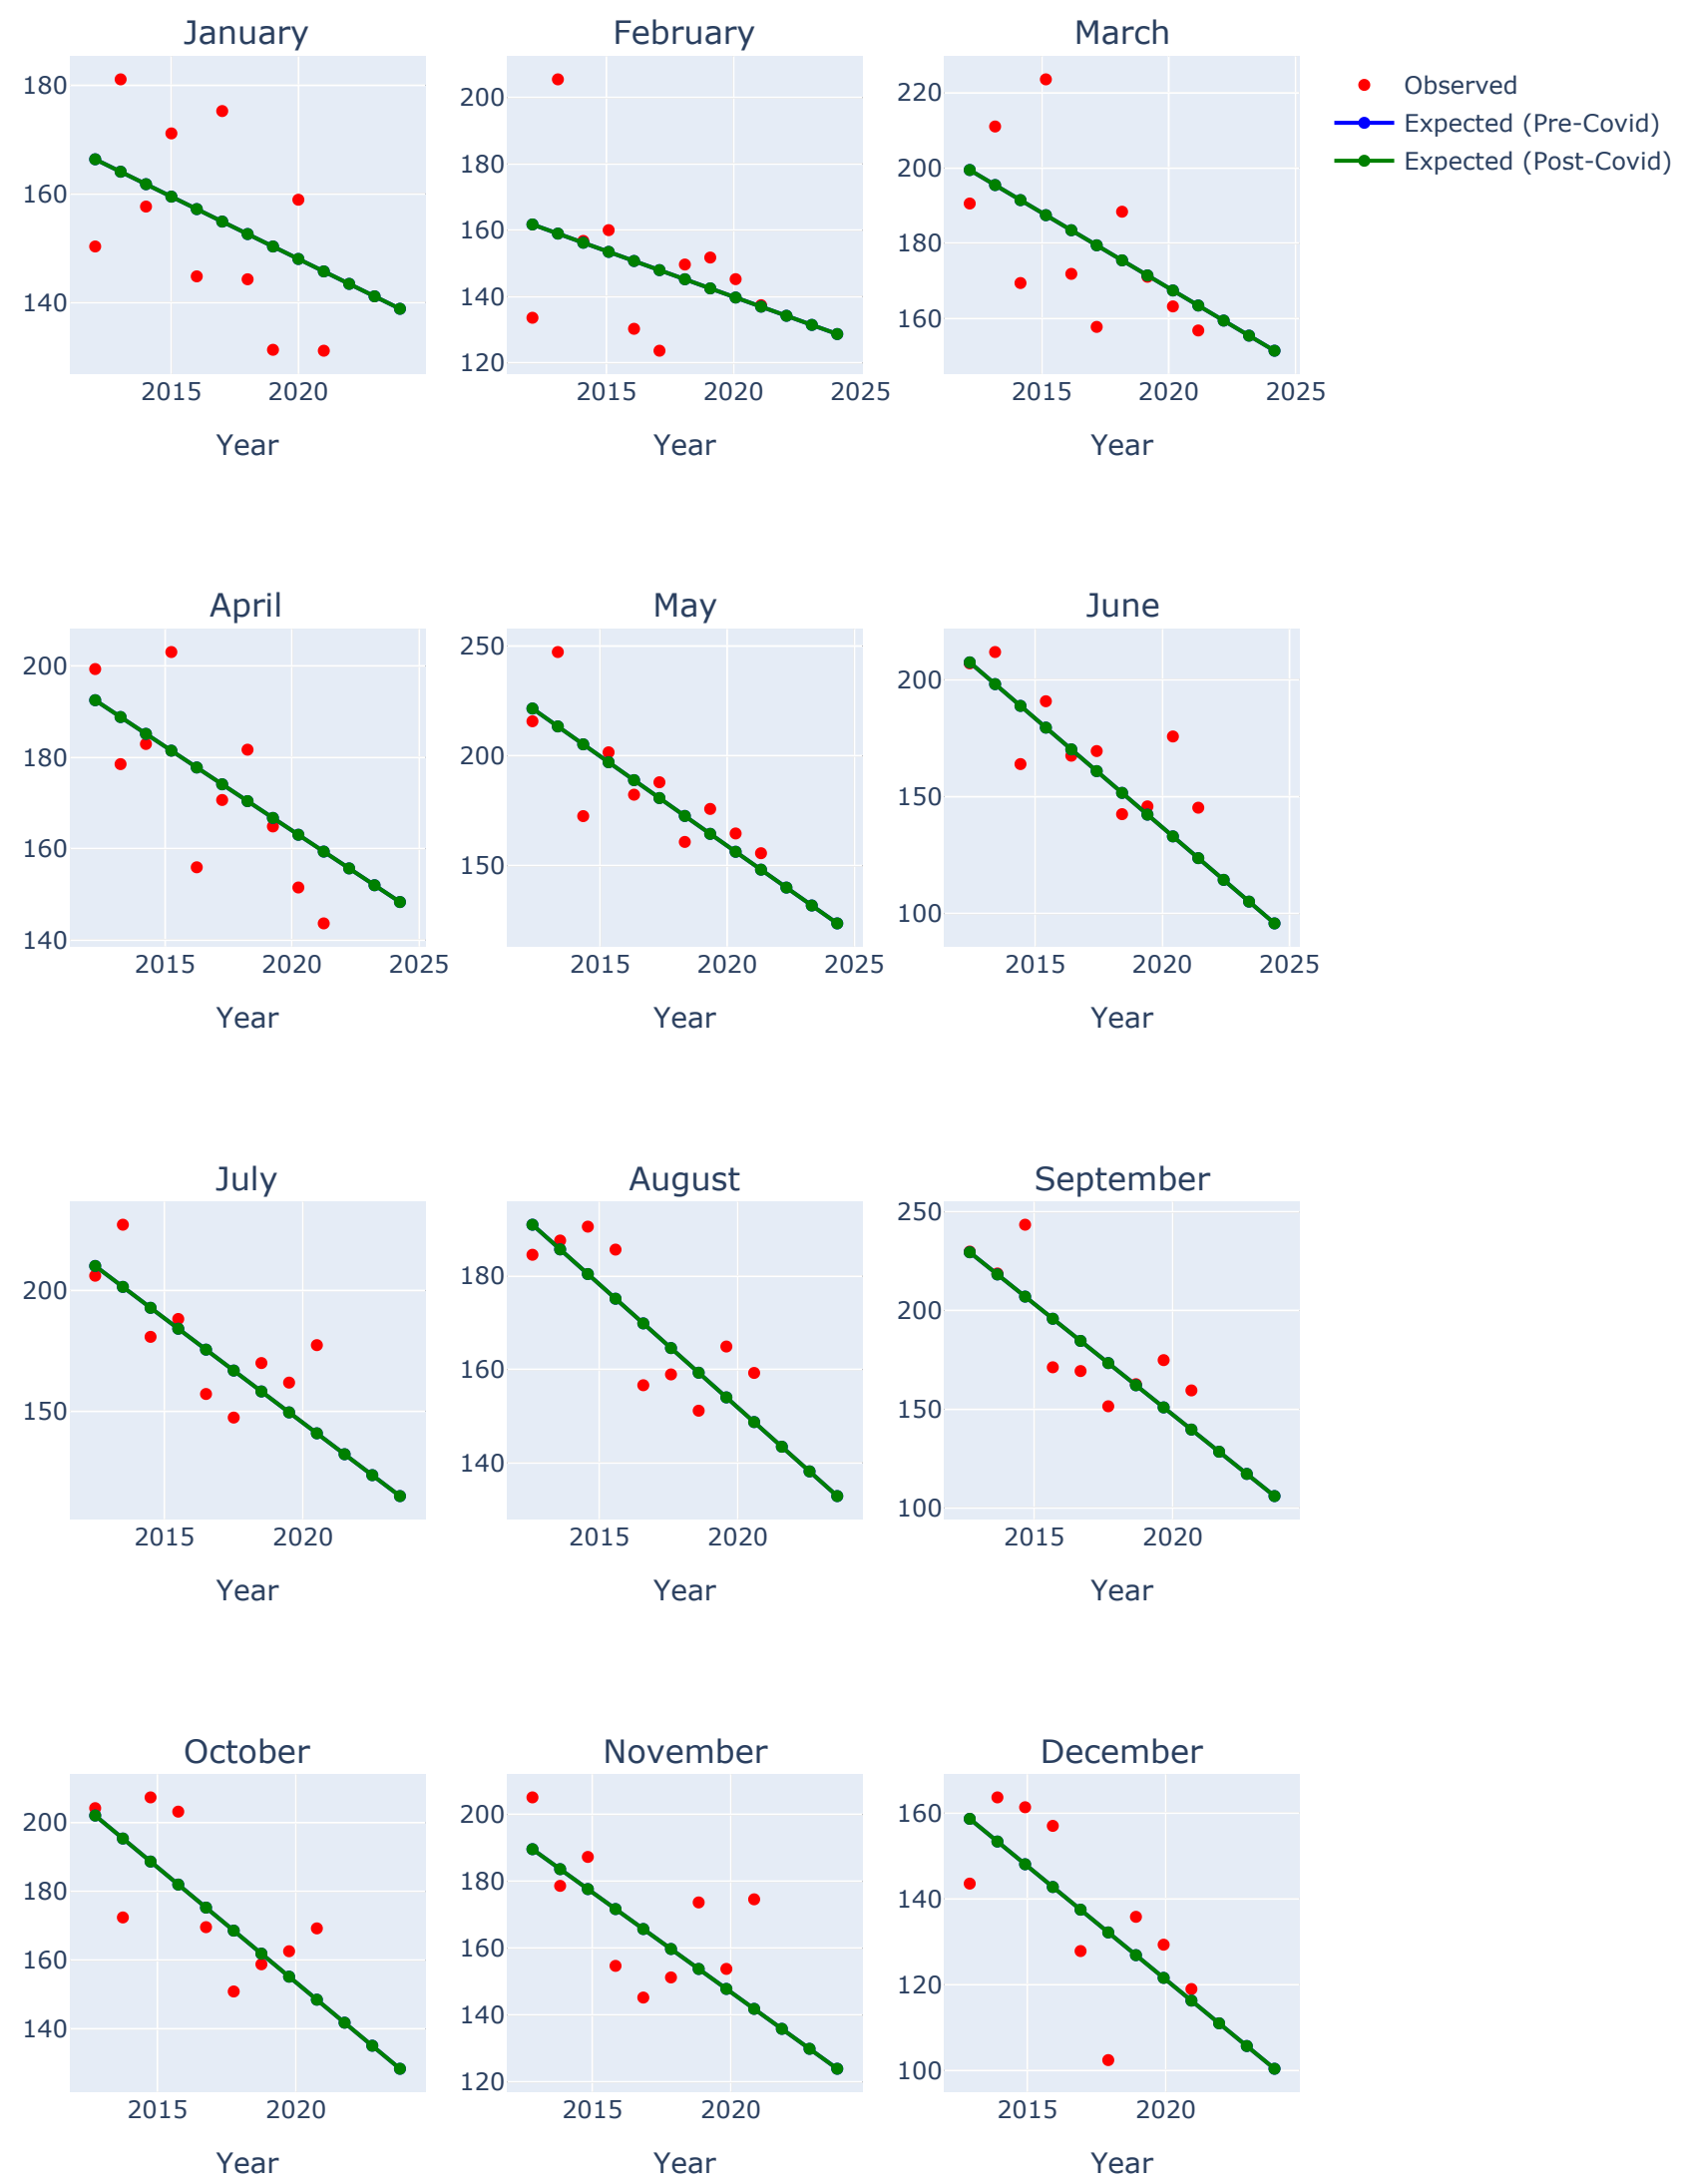 January February March
180
160
140
2015 2020
Year
200
180
160
140
120
2015 2020 2025
Year
220
200
180
160
2015 2020 2025
Year
Observed
Expected (Pre-Covid)
Expected (Post-Covid)
April May June
200
180
160
140
2015 2020 2025
Year
250
200
150
2015 2020 2025
Year
200
150
100
2015 2020 2025
Year
July August September
200
150
2015 2020
Year
180
160
140
2015 2020
Year
250
200
150
100
2015 2020
Year
October November December
200
180
160
140
2015 2020
Year
200
180
160
140
120
2015 2020
Year
160
140
120
100
2015 2020
Year